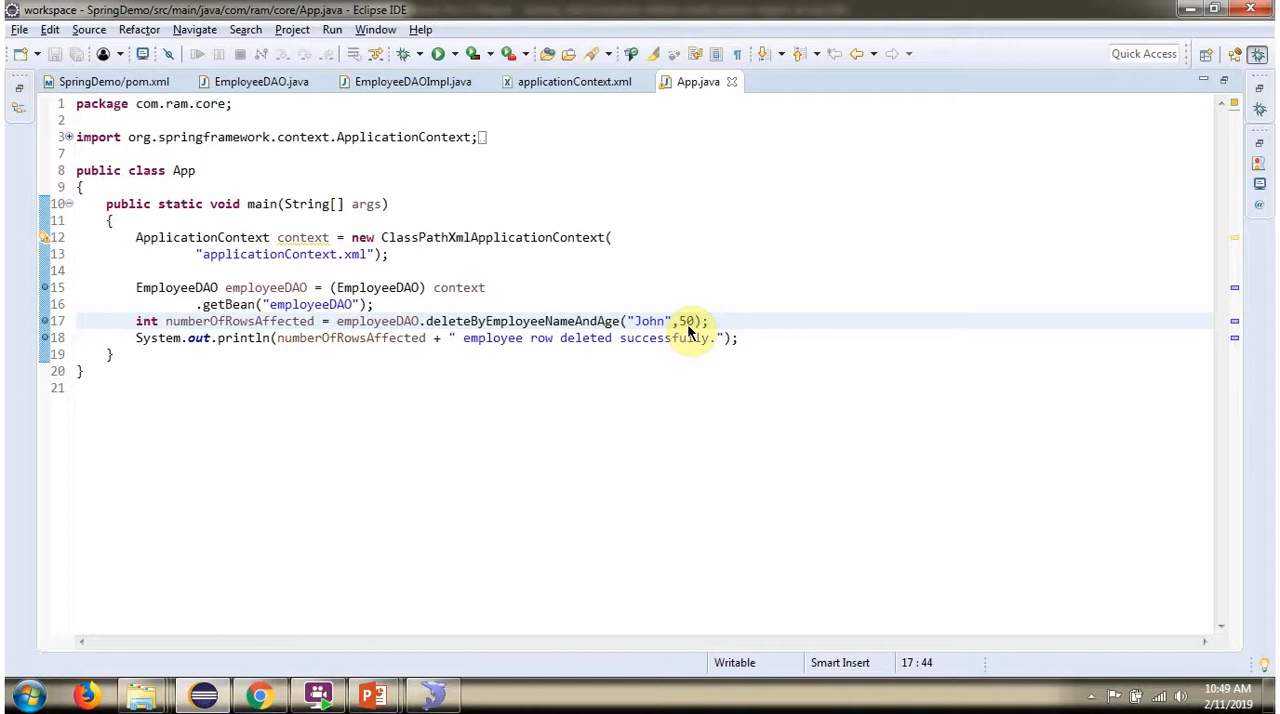 workspace - SpringDemo/src/main/java/com/ram/core/App.java - Eclipse IDE
File Edit Source Refactor Navigate Search Project Run Window Help
Quick Access
SpringDemo/pom.xml EmployeeDAO.java EmployeeDAOImpl.java applicationContext.xml App.java
1 package com.ram.core;
2
3 import org.springframework.context.ApplicationContext;
7
8 public class App
9 {
10 public static void main(String[] args)
11 {
12 ApplicationContext context = new ClassPathXmlApplicationContext(
13 "applicationContext.xml");
14
15 EmployeeDAO employeeDAO = (EmployeeDAO) context
16 .getBean("employeeDAO");
17 int numberOfRowsAffected = employeeDAO.deleteByEmployeeNameAndAge("John",50);
18 System.out.println(numberOfRowsAffected + " employee row deleted successfully.");
19 }
20 }
21
Writable Smart Insert 17 : 44
10:49 AM
2/11/2019